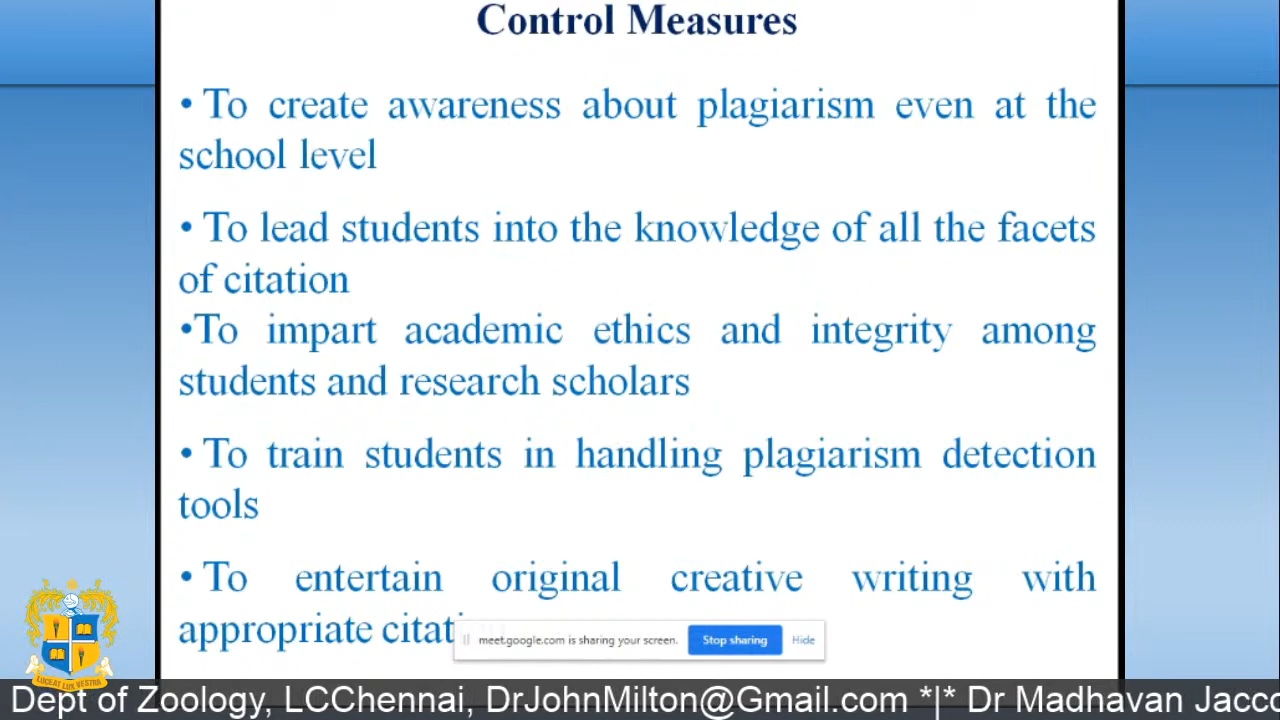 Control Measures
• To create awareness about plagiarism even at the
school level
• To lead students into the knowledge of all the facets
of citation
•To impart academic ethics and integrity among
students and research scholars
• To train students in handling plagiarism detection
tools
• To entertain original creative writing with
appropriate
meet.google.com is sharing your screen. Stop sharing Hide
LUCEAT LUX VESTRA
Dept of Zoology, LCChennai, DrJohnMilton@Gmail.com *|* Dr Madhavan